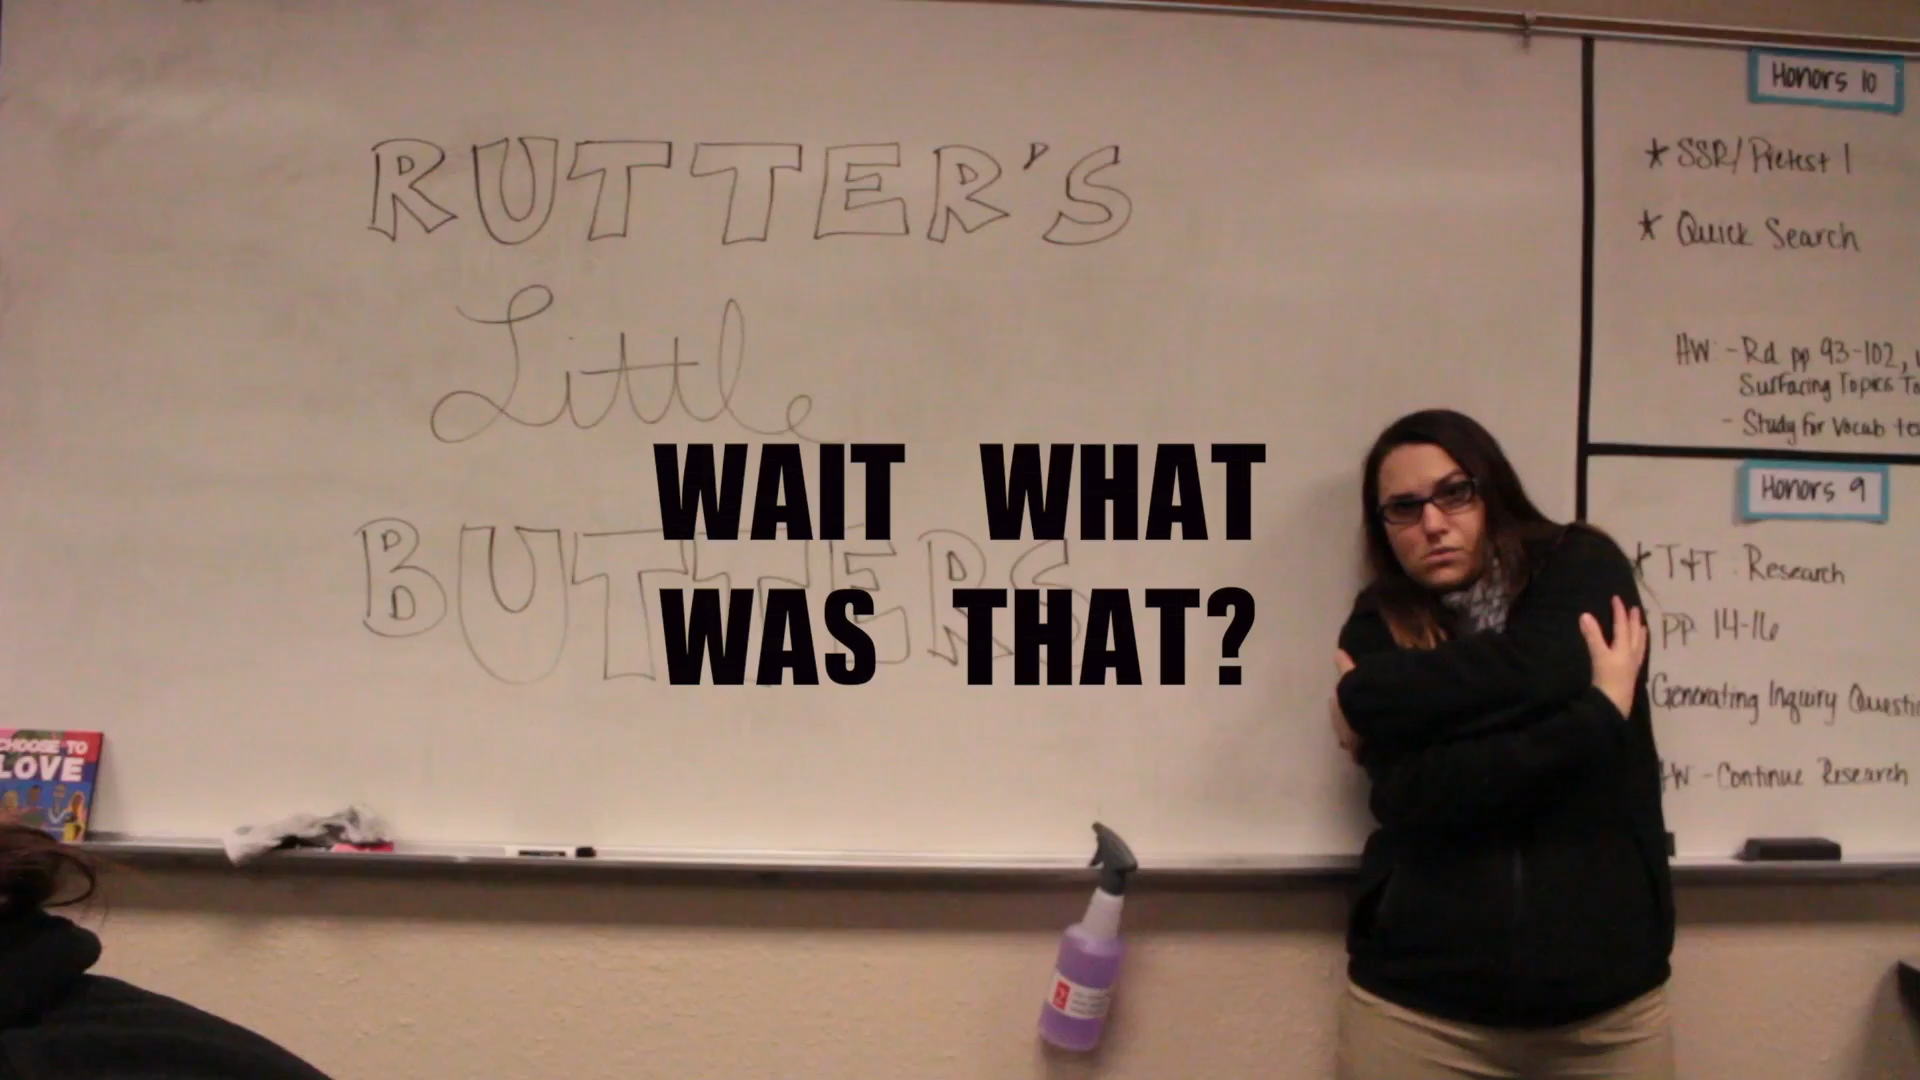 RUTTER'S
Little
BUTTERS
WAIT WHAT
WAS THAT?
Honors 10
* SSR/Pretest 1
* Quick Search
HW - Rd pp 93-102,
Surfacing Topics
- Study for Vocab
Honors 9
* T&T Research
pp 14-16
Generating Inquiry
HW - Continue Research
CHOOSE TO
LOVE